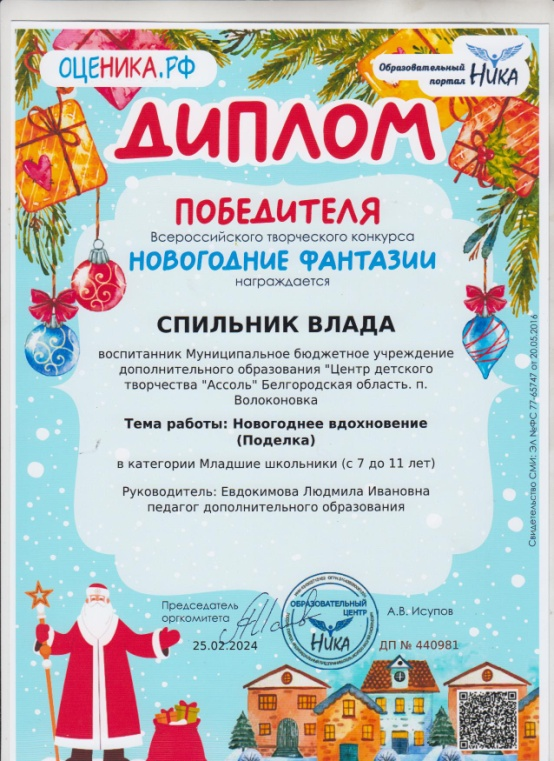 ОЦЕНИКА.РФ
Образовательный
портал НИКА
ДИПЛОМ
ПОБЕДИТЕЛЯ
Всероссийского творческого конкурса
НОВОГОДНИЕ ФАНТАЗИИ
награждается
СПИЛЬНИК ВЛАДА
воспитанник Муниципальное бюджетное учреждение
дополнительного образования "Центр детского
творчества "Ассоль" Белгородская область. п.
Волоконовка
Тема работы: Новогоднее вдохновение
(Поделка)
в категории Младшие школьники (с 7 до 11 лет)
Руководитель: Евдокимова Людмила Ивановна
педагог дополнительного образования
Свидетельство СМИ: ЭЛ №ФС 77-65747 от 20.05.2016
Председатель
оргкомитета
ОБРАЗОВАТЕЛЬНЫЙ
ЦЕНТР
НИКА
А.В. Исупов
25.02.2024
ДП № 440981